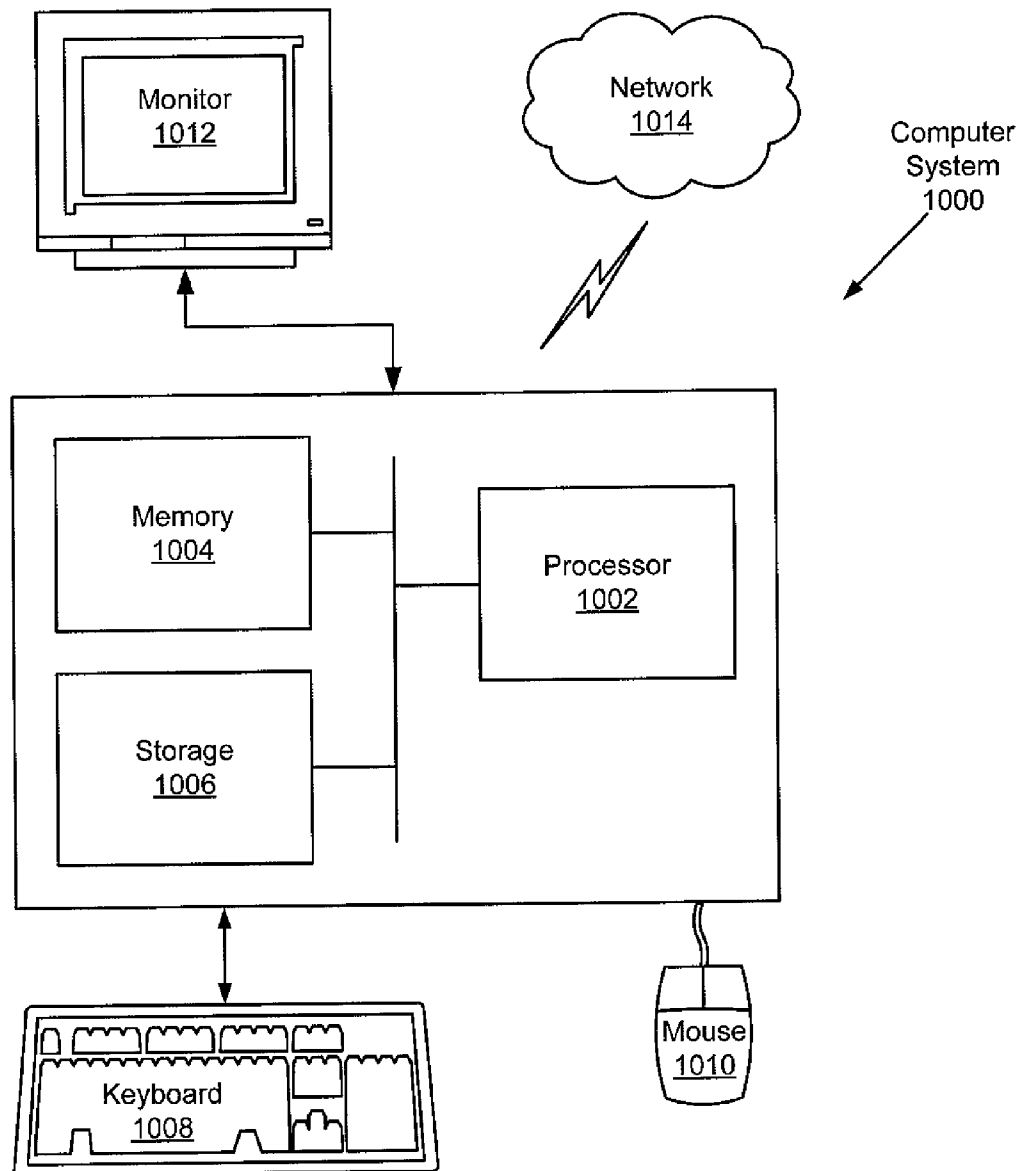 Monitor
1012
Network
1014
Computer
System
1000
Memory
1004
Processor
1002
Storage
1006
Keyboard
1008
Mouse
1010